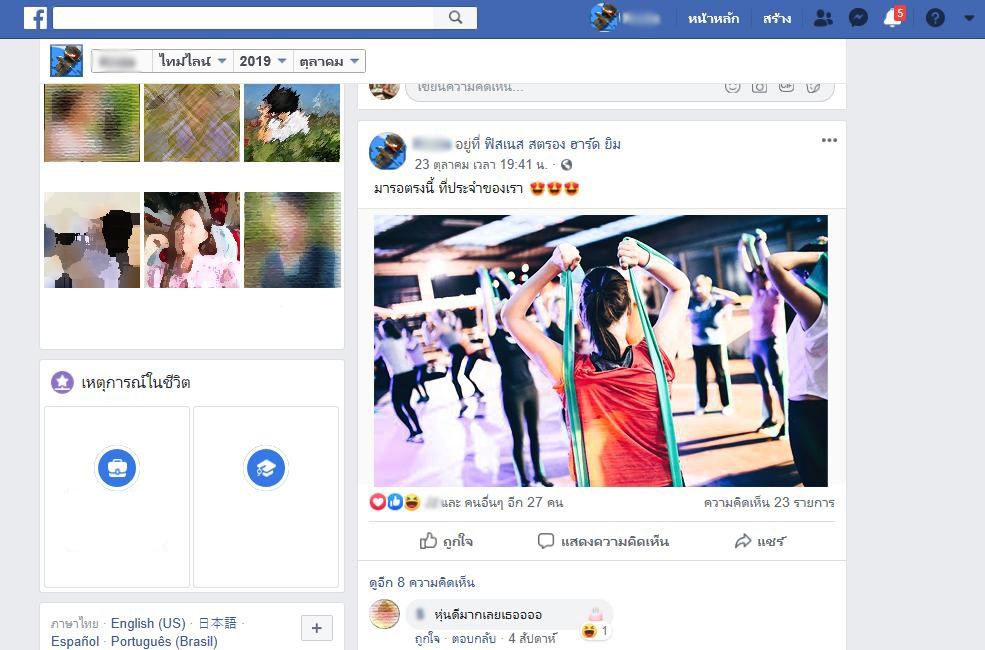 f
หน้าหลัก
สร้าง
5
ไทม์ไลน์
2019
ตุลาคม
เขียนความคิดเห็น...
GIF
อยู่ที่ ฟิสเนส สตรอง ฮาร์ด ยิม
23 ตุลาคม เวลา 19:41 น. ·
มารอตรงนี้ ที่ประจำของเรา 😍😍😍
และ คนอื่นๆ อีก 27 คน
ความคิดเห็น 23 รายการ
ถูกใจ
แสดงความคิดเห็น
แชร์
ดูอีก 8 ความคิดเห็น
หุ่นดีมากเลยเธอออออ
😆 1
ถูกใจ · ตอบกลับ · 4 สัปดาห์
เหตุการณ์ในชีวิต
ภาษาไทย · English (US) · 日本語 ·
Español · Português (Brasil)
+